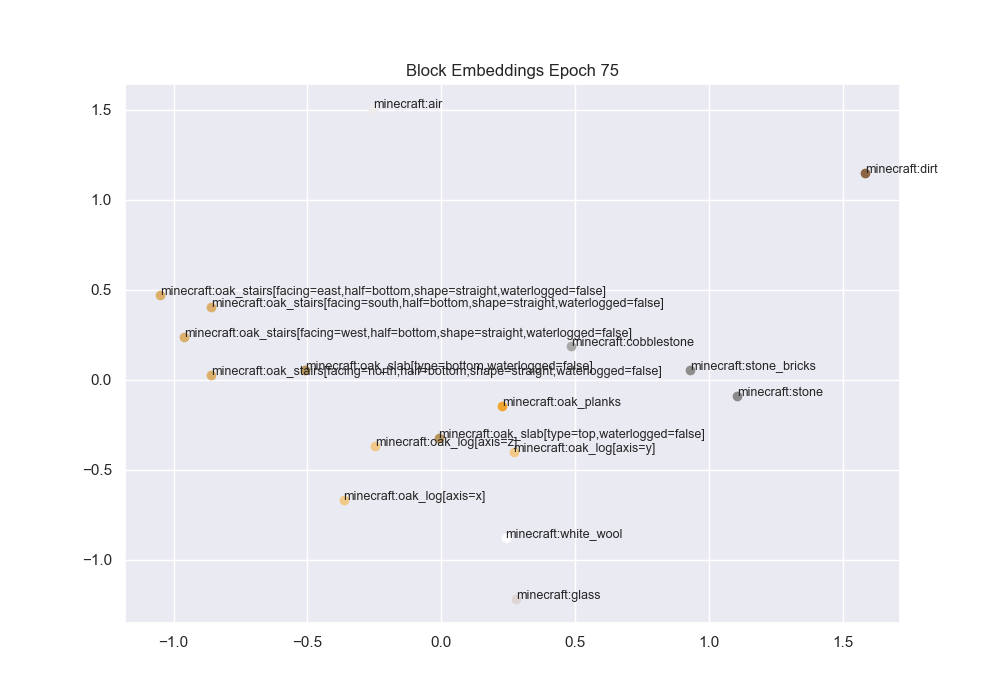 Block Embeddings Epoch 75
1.5
minecraft:air
minecraft:dirt
1.0
0.5
minecraft:oak_stairs[facing=east,half=bottom,shape=straight,waterlogged=false]
minecraft:oak_stairs[facing=south,half=bottom,shape=straight,waterlogged=false]
minecraft:oak_stairs[facing=west,half=bottom,shape=straight,waterlogged=false]
minecraft:cobblestone
0.0
minecraft:oak_slab[type=bottom,waterlogged=false]
minecraft:stone_bricks
minecraft:oak_stairs[facing=north,half=bottom,shape=straight,waterlogged=false]
minecraft:stone
minecraft:oak_planks
minecraft:oak_slab[type=top,waterlogged=false]
minecraft:oak_log[axis=z]
minecraft:oak_log[axis=y]
−0.5
minecraft:oak_log[axis=x]
minecraft:white_wool
−1.0
minecraft:glass
−1.0 −0.5 0.0 0.5 1.0 1.5